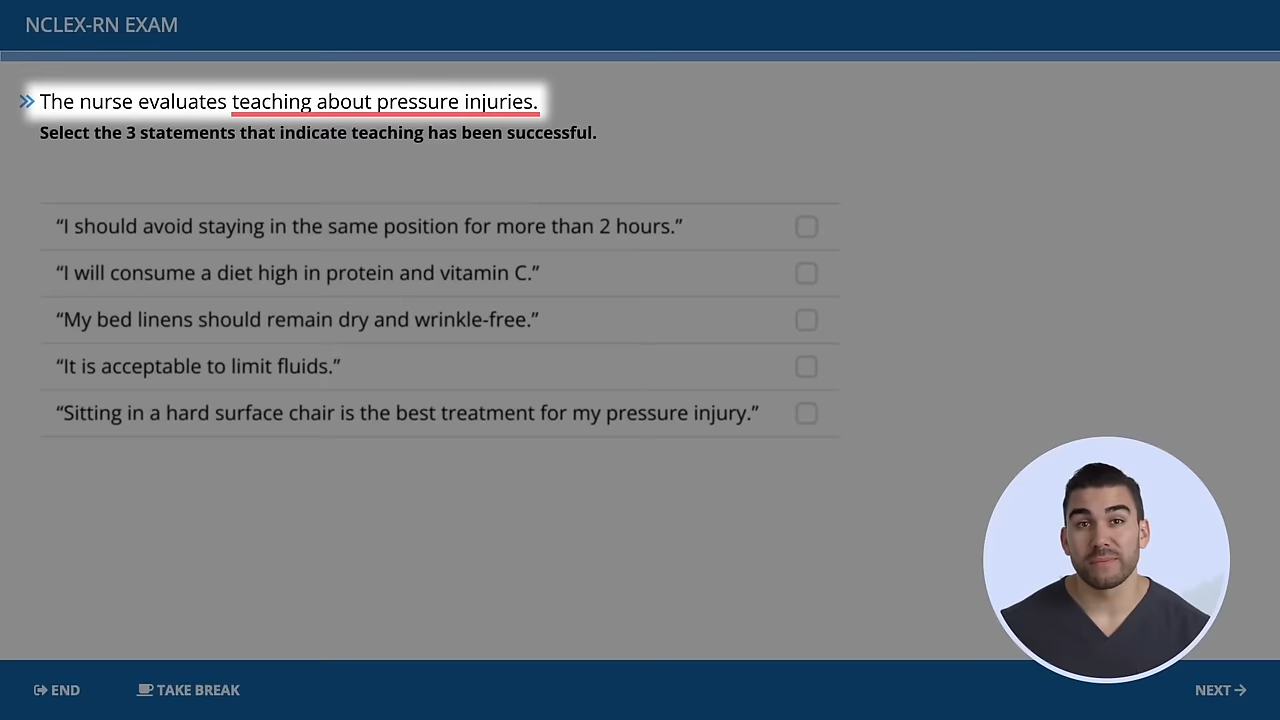 NCLEX-RN EXAM
The nurse evaluates teaching about pressure injuries.
Select the 3 statements that indicate teaching has been successful.
“I should avoid staying in the same position for more than 2 hours.”
“I will consume a diet high in protein and vitamin C.”
“My bed linens should remain dry and wrinkle-free.”
“It is acceptable to limit fluids.”
“Sitting in a hard surface chair is the best treatment for my pressure injury.”
END
TAKE BREAK
NEXT